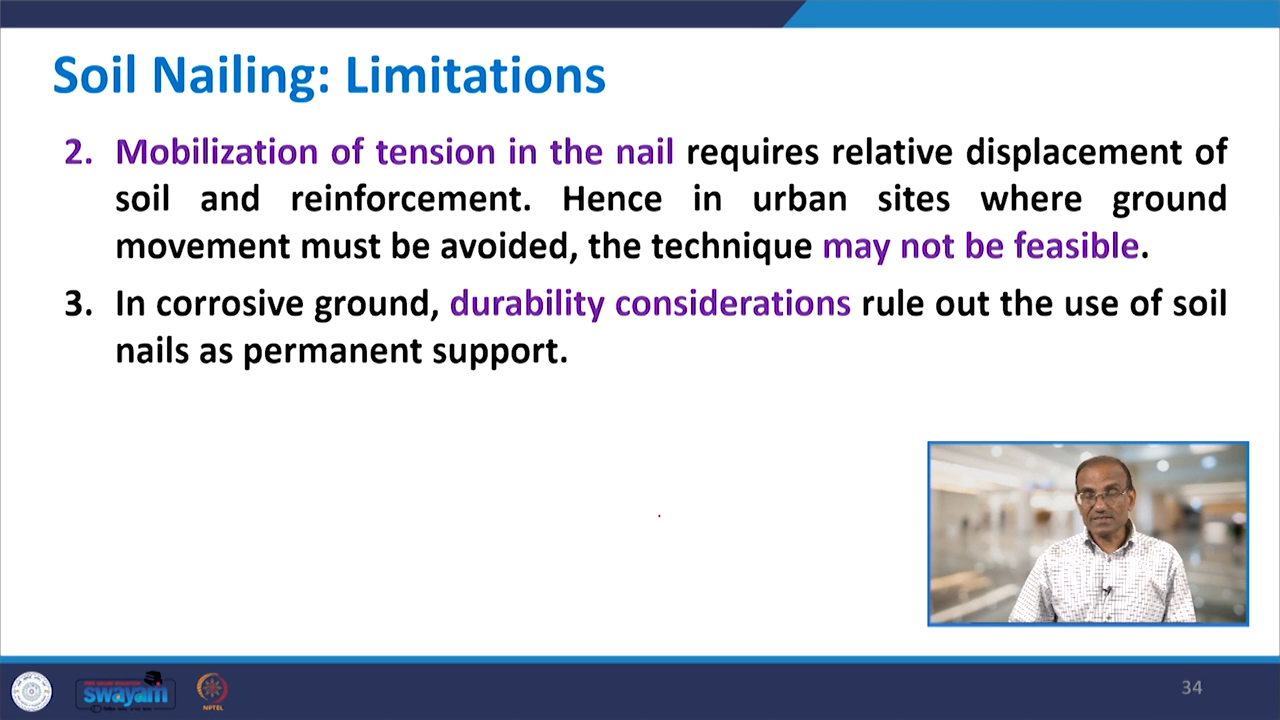 Soil Nailing: Limitations
2. Mobilization of tension in the nail requires relative displacement of
soil and reinforcement. Hence in urban sites where ground
movement must be avoided, the technique may not be feasible.
3. In corrosive ground, durability considerations rule out the use of soil
nails as permanent support.
swayam
NPTEL
34